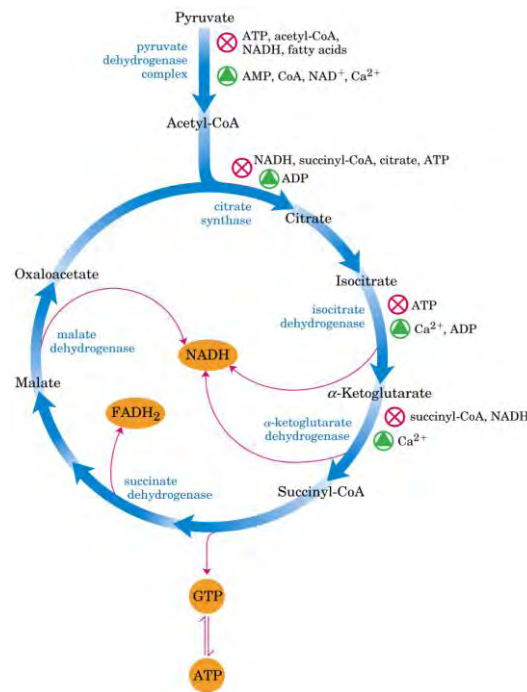 Pyruvate
ATP, acetyl-CoA,
NADH, fatty acids
pyruvate
dehydrogenase
complex
AMP, CoA, NAD⁺, Ca²⁺
Acetyl-CoA
NADH, succinyl-CoA, citrate, ATP
ADP
citrate
synthase
Citrate
Oxaloacetate
Isocitrate
isocitrate
dehydrogenase
ATP
Ca²⁺, ADP
malate
dehydrogenase
NADH
Malate
α-Ketoglutarate
FADH₂
α-ketoglutarate
dehydrogenase
succinyl-CoA, NADH
Ca²⁺
succinate
dehydrogenase
Succinyl-CoA
GTP
ATP